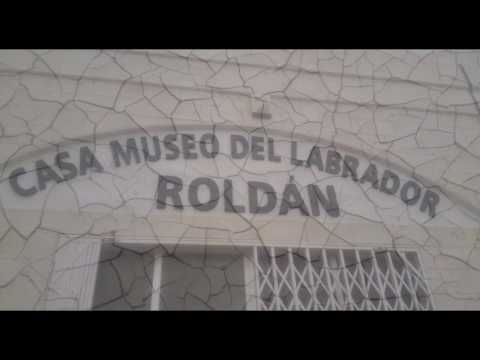 CASA MUSEO DEL LABRADOR
ROLDÁN